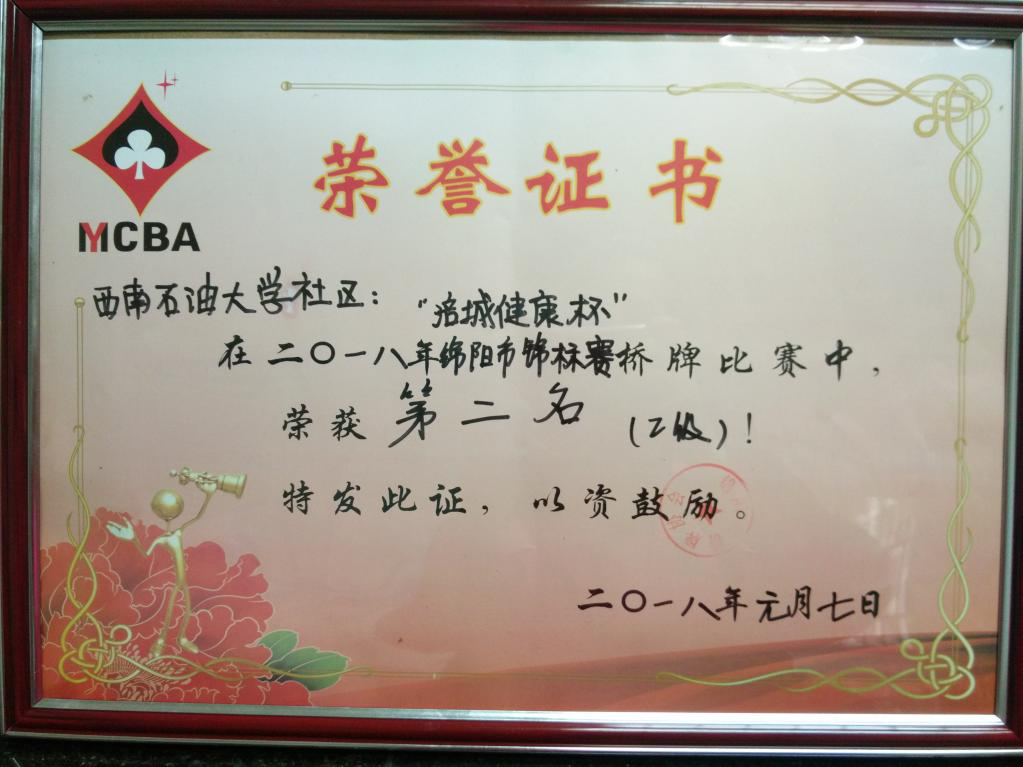 MCBA
荣誉证书
西南石油大学社区：
“涪城健康杯”
在二〇一八年绵阳市锦标赛桥牌比赛中，
荣获第二名（乙级）！
特发此证，以资鼓励。
二〇一八年元月七日